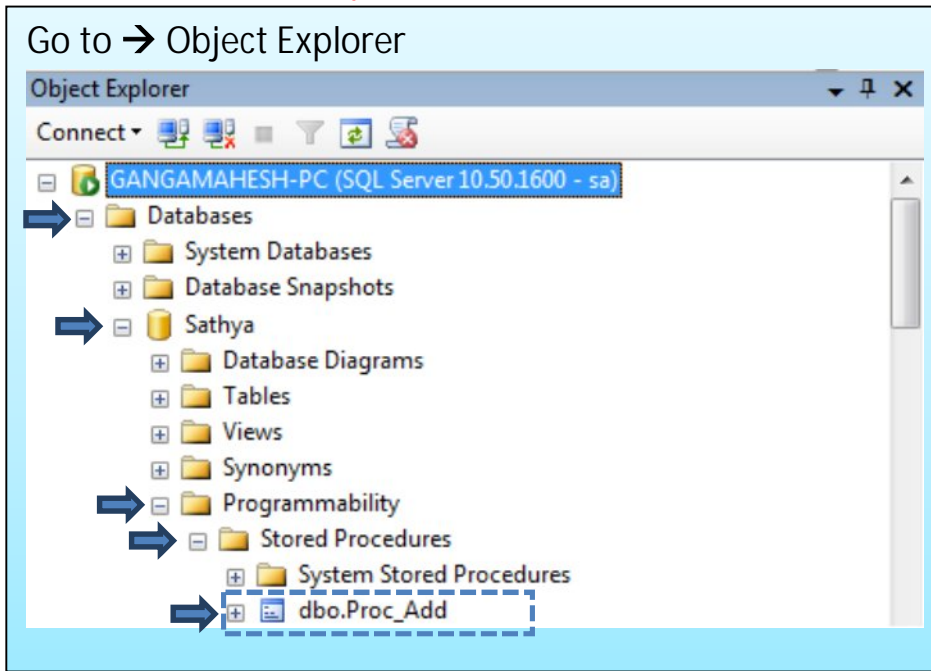 Go to → Object Explorer
Object Explorer
Connect
GANGAMAHESH-PC (SQL Server 10.50.1600 - sa)
Databases
System Databases
Database Snapshots
Sathya
Database Diagrams
Tables
Views
Synonyms
Programmability
Stored Procedures
System Stored Procedures
dbo.Proc_Add